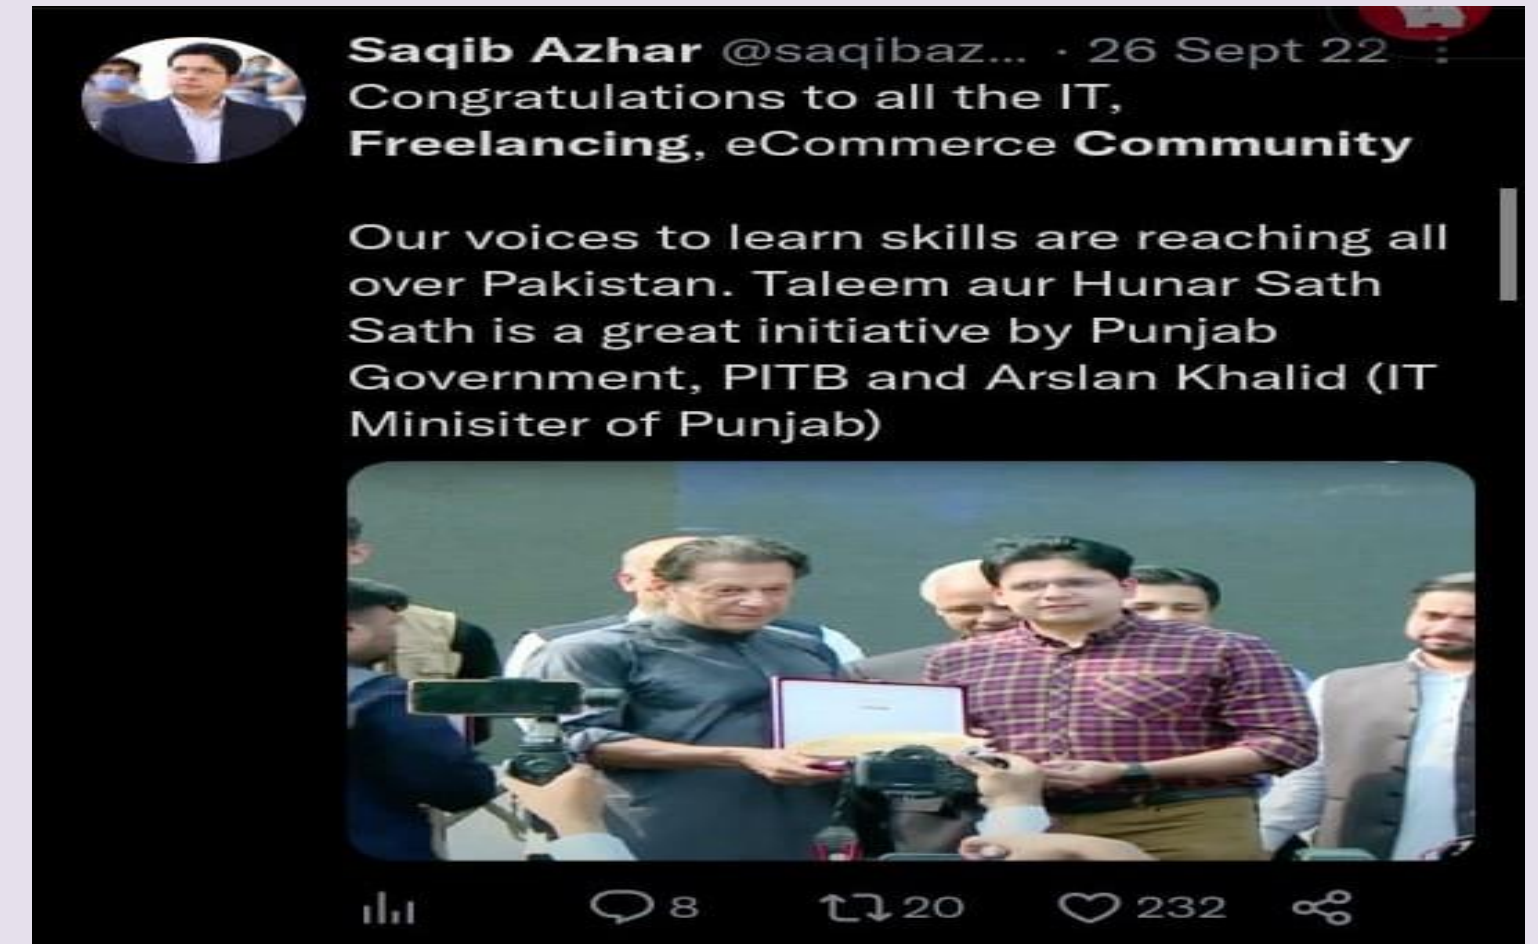 Saqib Azhar @saqibaz... · 26 Sept 22
Congratulations to all the IT,
Freelancing, eCommerce Community
Our voices to learn skills are reaching all
over Pakistan. Taleem aur Hunar Sath
Sath is a great initiative by Punjab
Government, PITB and Arslan Khalid (IT
Minisiter of Punjab)
8 20 232